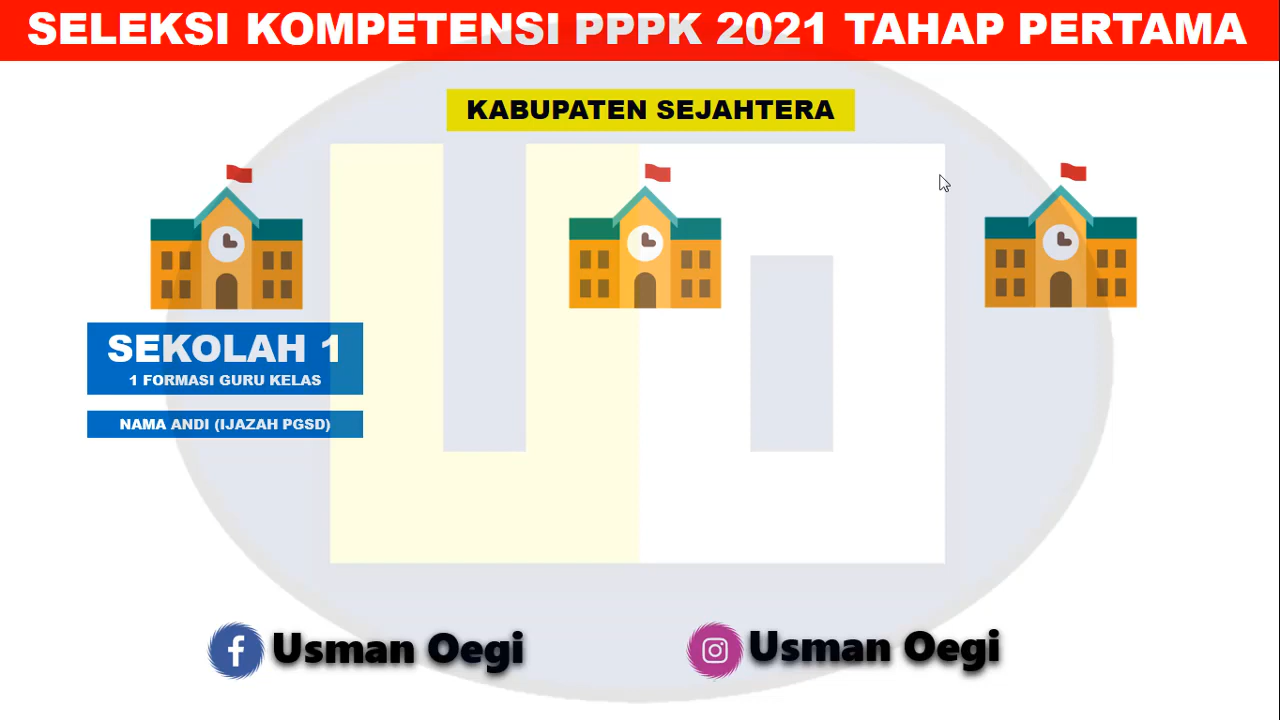 SELEKSI KOMPETENSI PPPK 2021 TAHAP PERTAMA
KABUPATEN SEJAHTERA
SEKOLAH 1
1 FORMASI GURU KELAS
NAMA ANDI (IJAZAH PGSD)
Usman Oegi
Usman Oegi